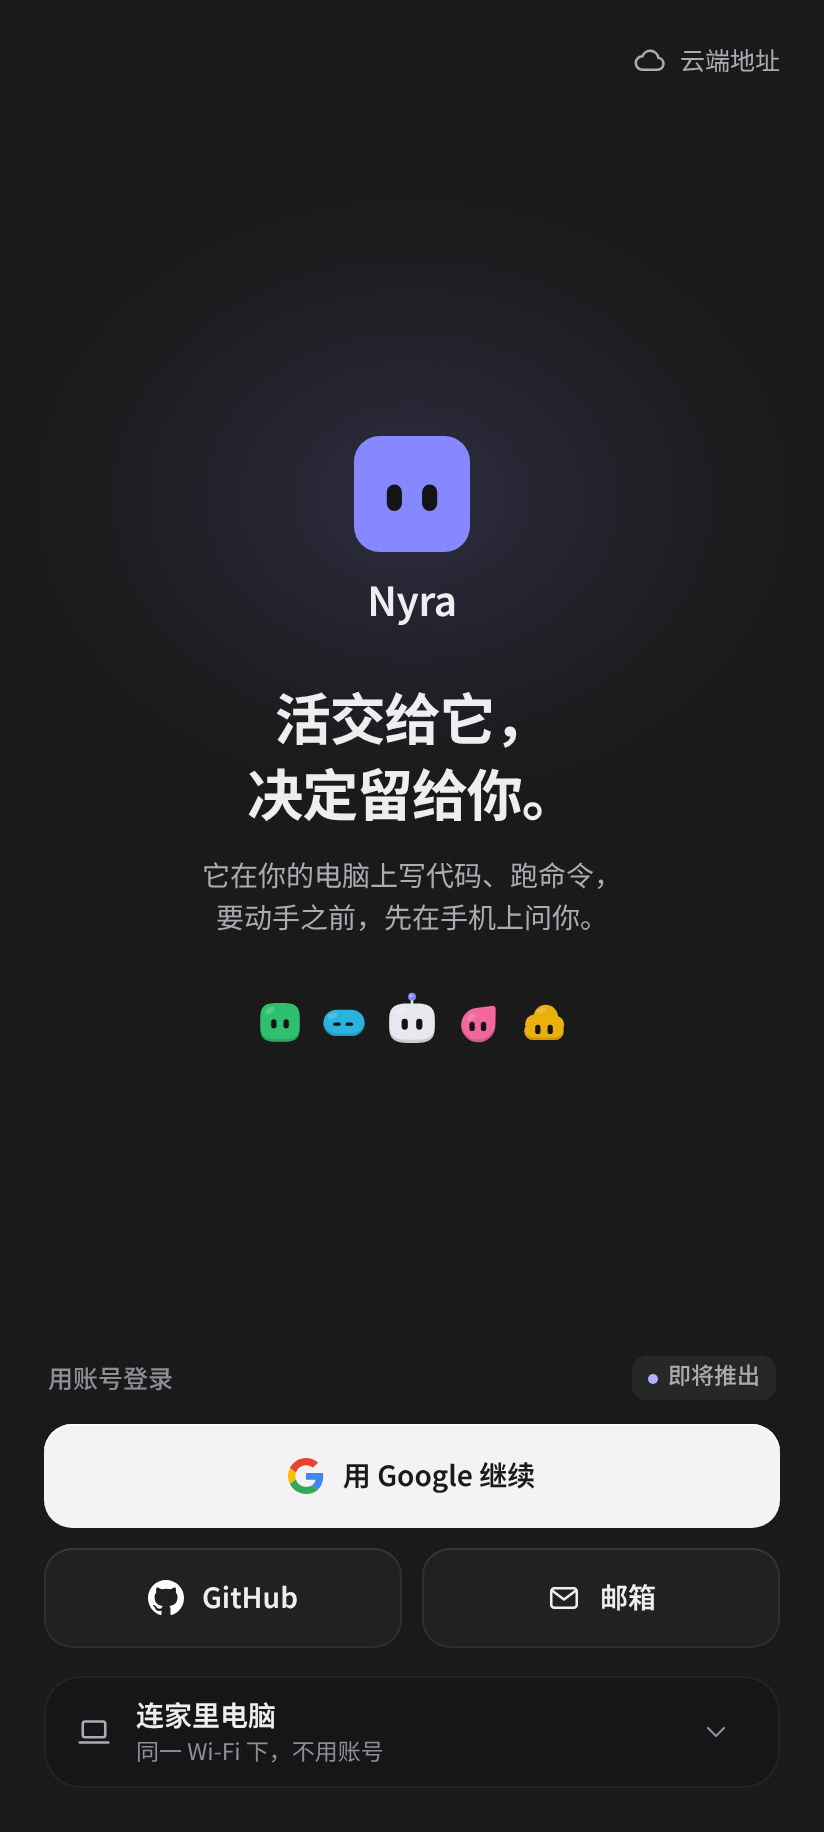 云端地址
Nyra
活交给它，
决定留给你。
它在你的电脑上写代码、跑命令，
要动手之前，先在手机上问你。
用账号登录
即将推出
用 Google 继续
GitHub
邮箱
连家里电脑
同一 Wi-Fi 下，不用账号